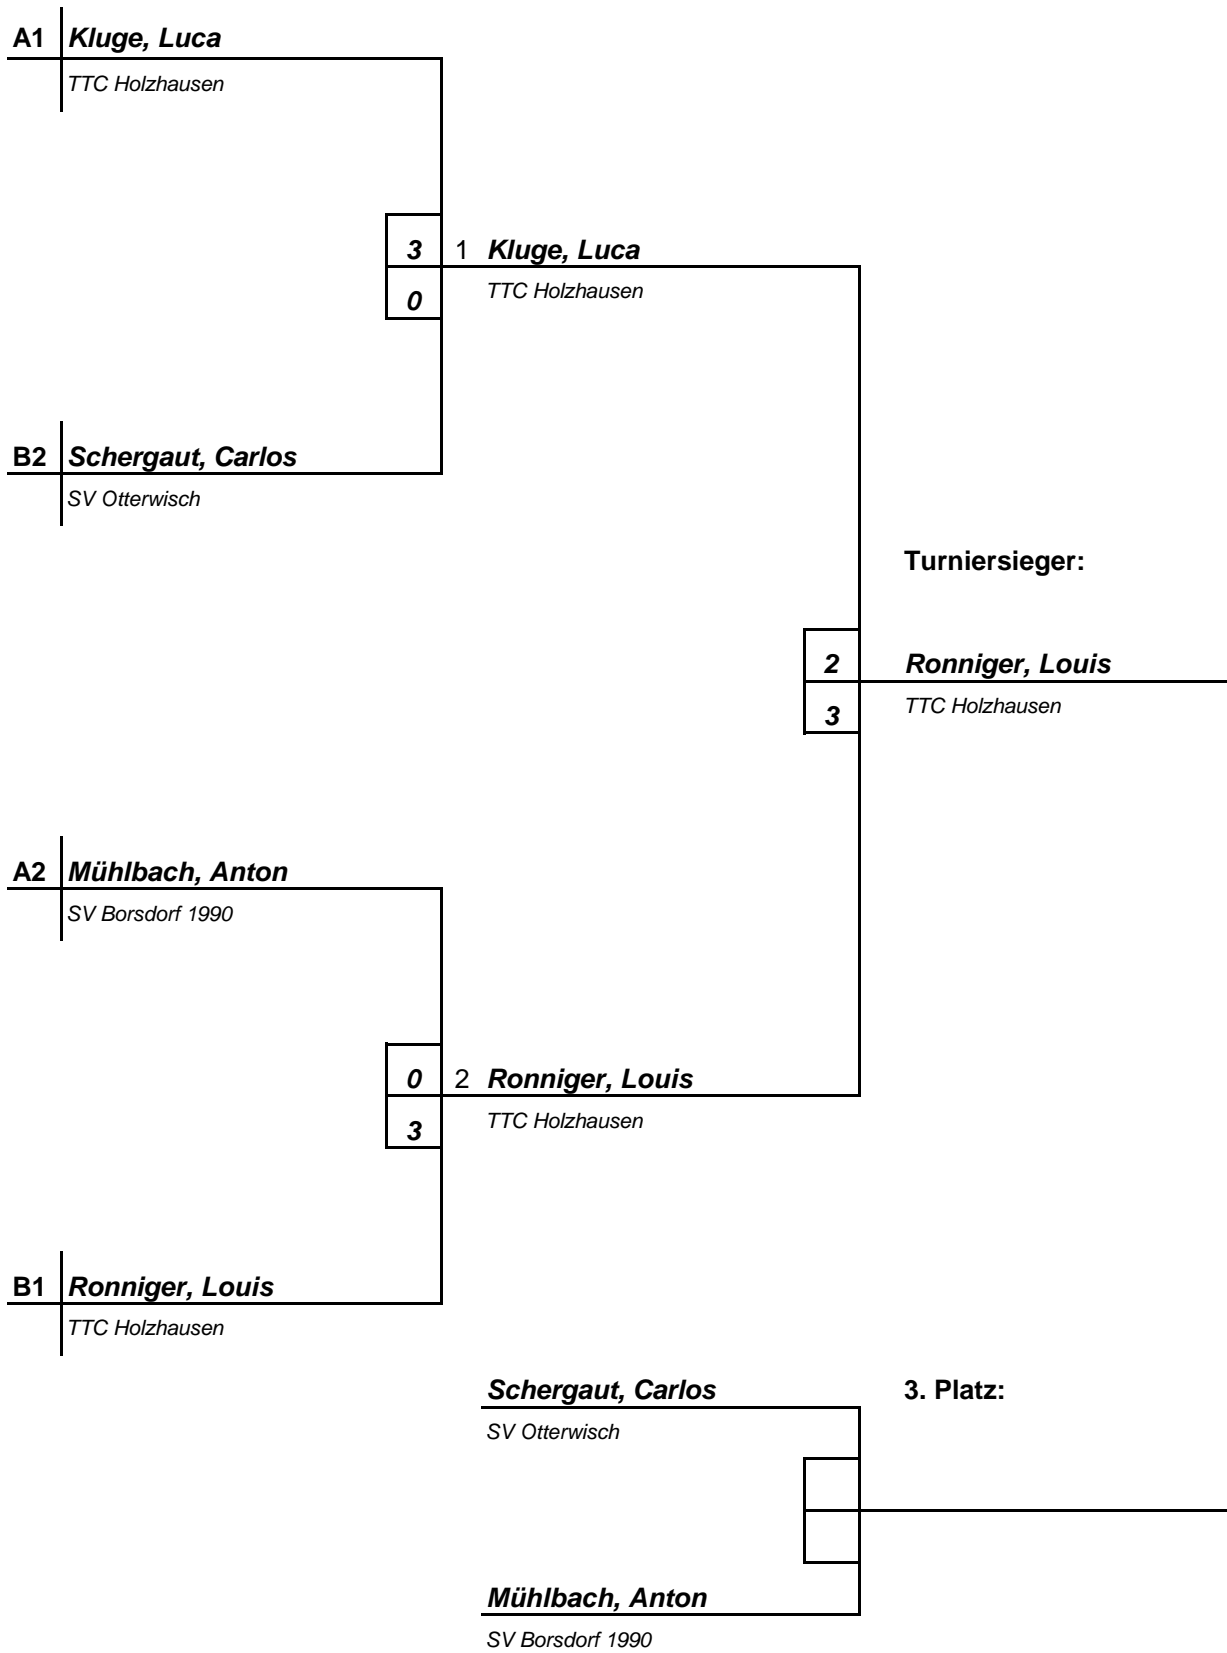 A1 Kluge, Luca
TTC Holzhausen
3 1 Kluge, Luca
0 TTC Holzhausen
B2 Schergaut, Carlos
SV Otterwisch
Turniersieger:
2 Ronniger, Louis
3 TTC Holzhausen
A2 Mühlbach, Anton
SV Borsdorf 1990
0 2 Ronniger, Louis
3 TTC Holzhausen
B1 Ronniger, Louis
TTC Holzhausen
Schergaut, Carlos 3. Platz:
SV Otterwisch
Mühlbach, Anton
SV Borsdorf 1990